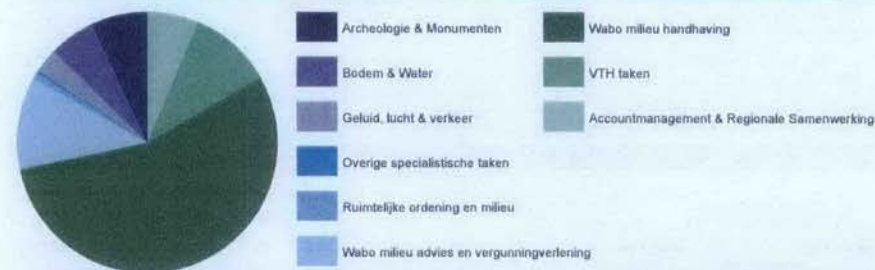 Archeologie & Monumenten
Bodem & Water
Geluid, lucht & verkeer
Overige specialistische taken
Ruimtelijke ordening en milieu
Wabo milieu advies en vergunningverlening
Wabo milieu handhaving
VTH taken
Accountmanagement & Regionale Samenwerking